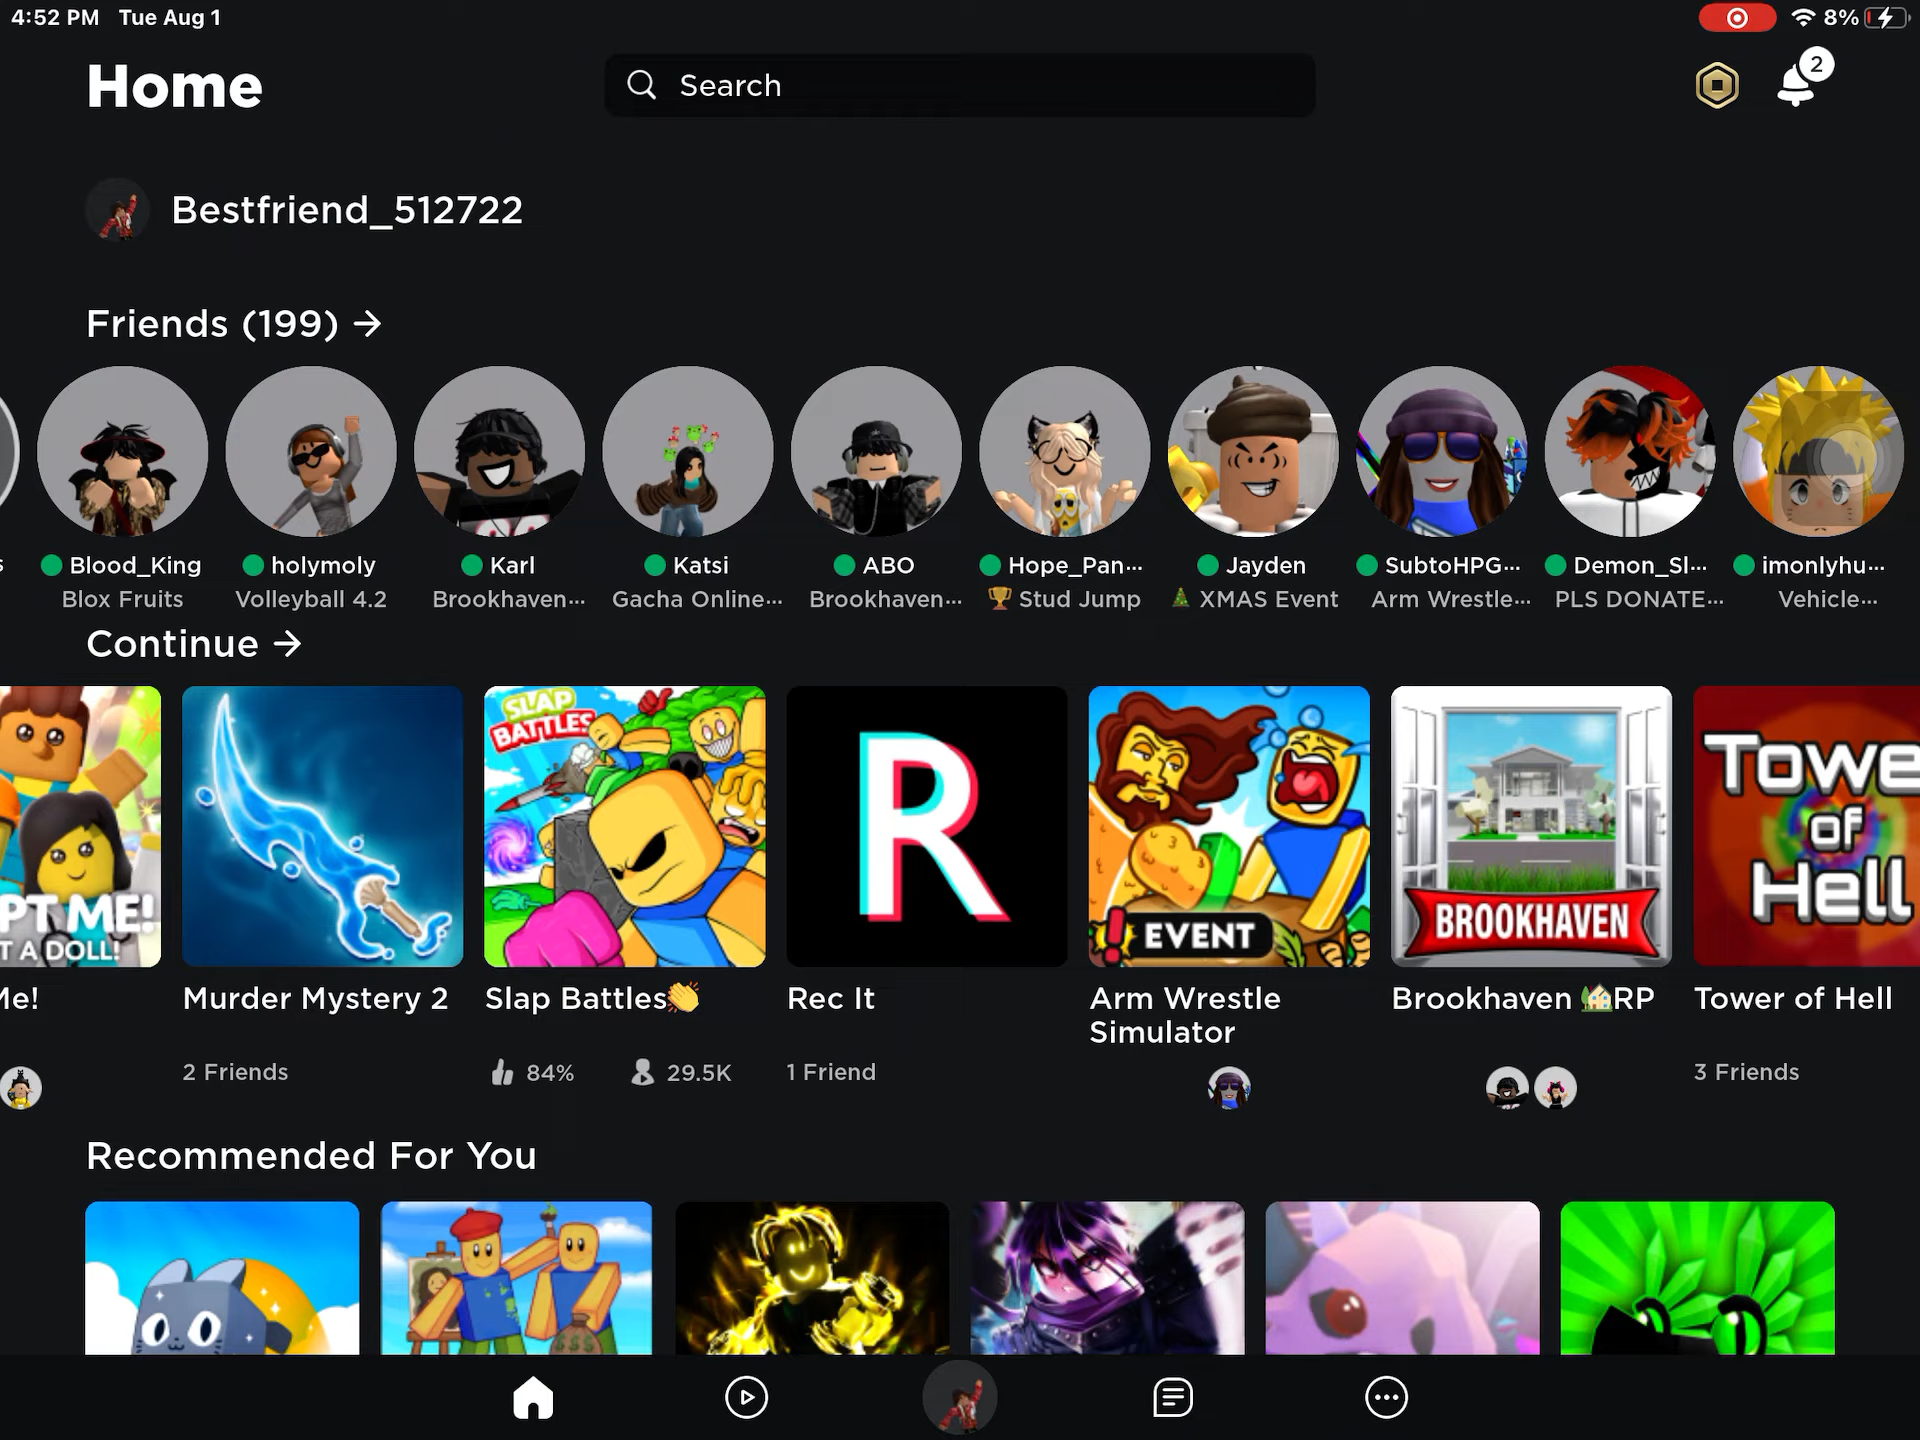 4:52 PM Tue Aug 1
8%
Home
Search
2
Bestfriend_512722
Friends (199) →
Blood_King
holymoly
Karl
Katsi
ABO
Hope_Pan...
Jayden
SubtoHPG...
Demon_Sl...
imonlyhu...
Blox Fruits
Volleyball 4.2
Brookhaven...
Gacha Online...
Brookhaven...
🏆 Stud Jump
🎄 XMAS Event
Arm Wrestle...
PLS DONATE...
Vehicle...
Continue →
PT ME!
T A DOLL!
SLAP
BATTLES
R
EVENT
BROOKHAVEN
Towe
of
Hell
Me!
Murder Mystery 2
Slap Battles👏
Rec It
Arm Wrestle
Simulator
Brookhaven 🏡RP
Tower of Hell
2 Friends
84%
29.5K
1 Friend
3 Friends
Recommended For You
$$$